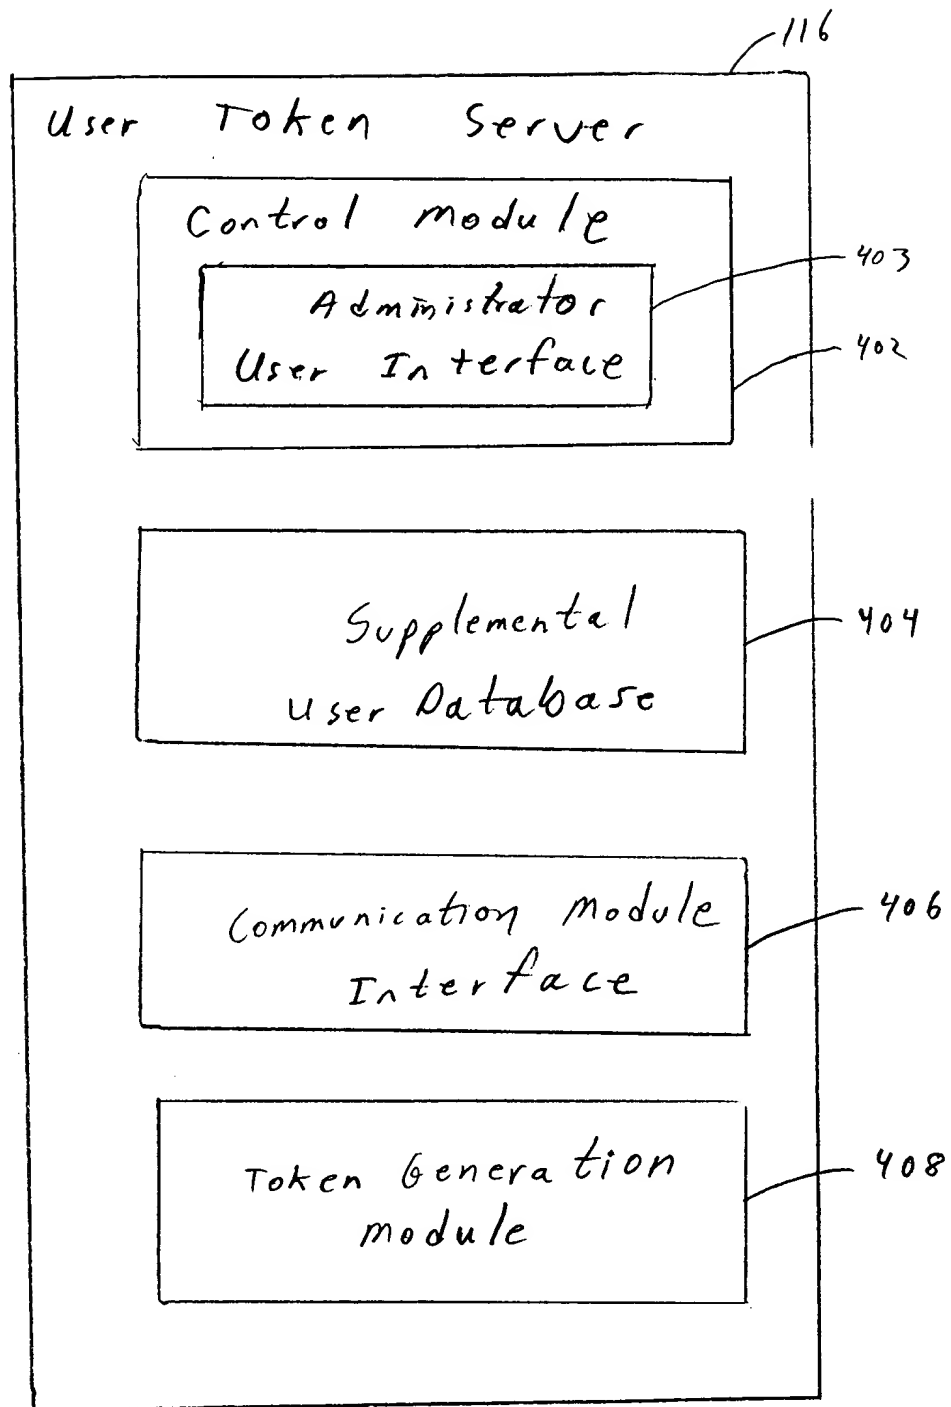 116
User Token Server
Control Module
403
Administrator
User Interface
402
Supplemental
404
User Database
Communication Module
406
Interface
Token Generation
408
Module